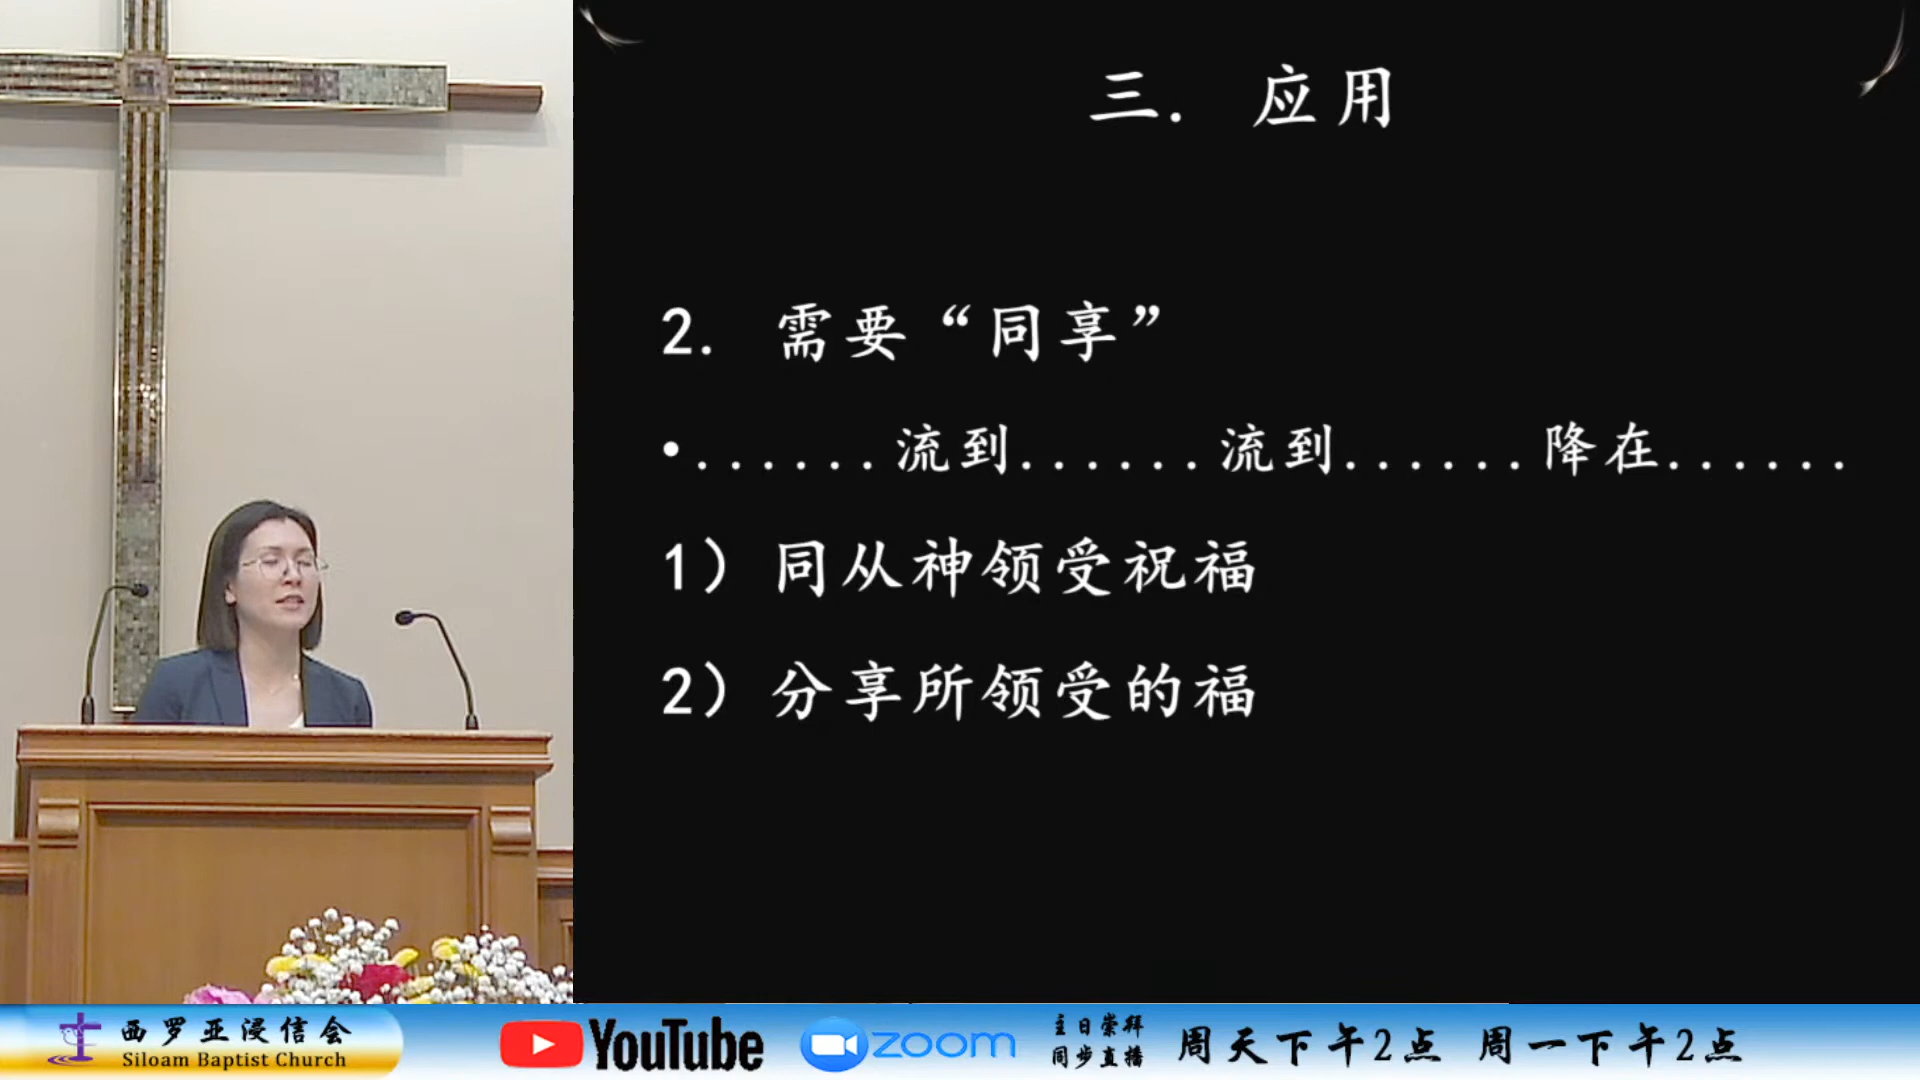 三. 应用
2. 需要“同享”
•......流到......流到......降在......
1）同从神领受祝福
2）分享所领受的福
西罗亚浸信会
Siloam Baptist Church
YouTube
zoom
主日崇拜
同步直播
周天下午2点 周一下午2点